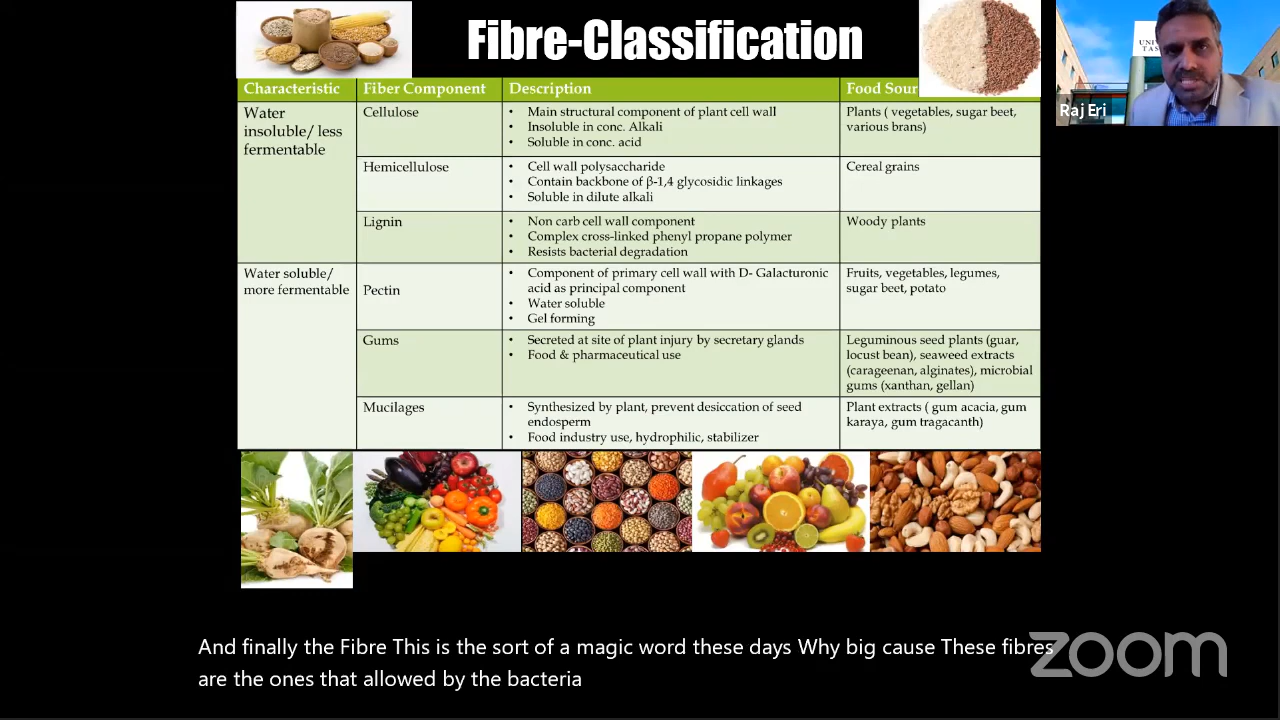 Fibre-Classification
Characteristic
Fiber Component
Description
Food Sour
Water
insoluble/ less
fermentable
Cellulose
• Main structural component of plant cell wall
• Insoluble in conc. Alkali
• Soluble in conc. acid
Plants ( vegetables, sugar beet,
various brans)
Hemicellulose
• Cell wall polysaccharide
• Contain backbone of β-1,4 glycosidic linkages
• Soluble in dilute alkali
Cereal grains
Lignin
• Non carb cell wall component
• Complex cross-linked phenyl propane polymer
• Resists bacterial degradation
Woody plants
Water soluble/
more fermentable
Pectin
• Component of primary cell wall with D- Galacturonic
acid as principal component
• Water soluble
• Gel forming
Fruits, vegetables, legumes,
sugar beet, potato
Gums
• Secreted at site of plant injury by secretary glands
• Food & pharmaceutical use
Leguminous seed plants (guar,
locust bean), seaweed extracts
(carageenan, alginates), microbial
gums (xanthan, gellan)
Mucilages
• Synthesized by plant, prevent desiccation of seed
endosperm
• Food industry use, hydrophilic, stabilizer
Plant extracts ( gum acacia, gum
karaya, gum tragacanth)
Raj Eri
And finally the Fibre This is the sort of a magic word these days Why big cause These fibres
are the ones that allowed by the bacteria
zoom